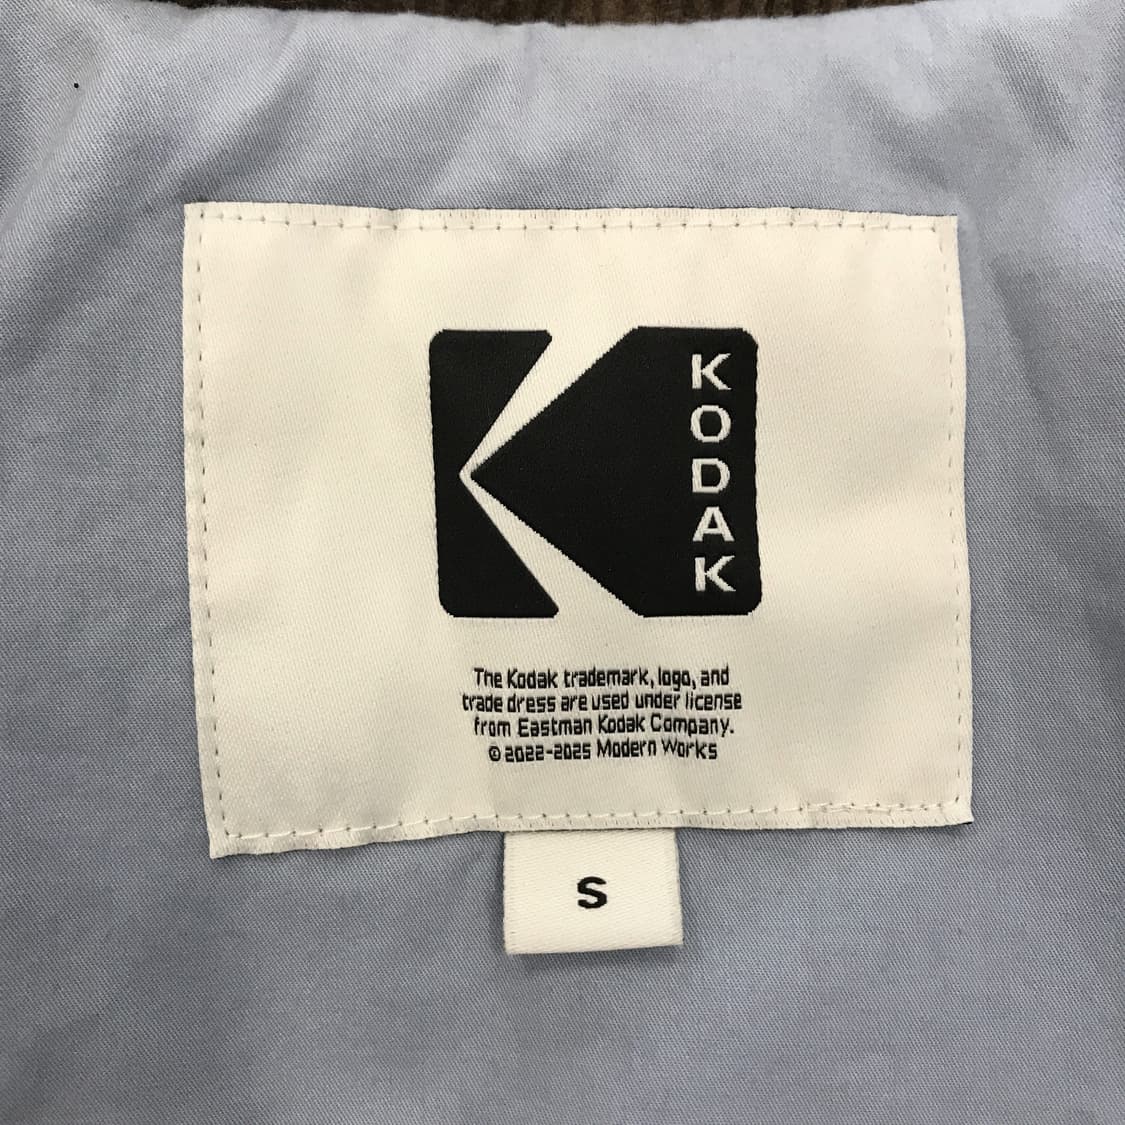 KODAK
The Kodak trademark, logo, and
trade dress are used under license
from Eastman Kodak Company.
© 2022-2025 Modern Works
S